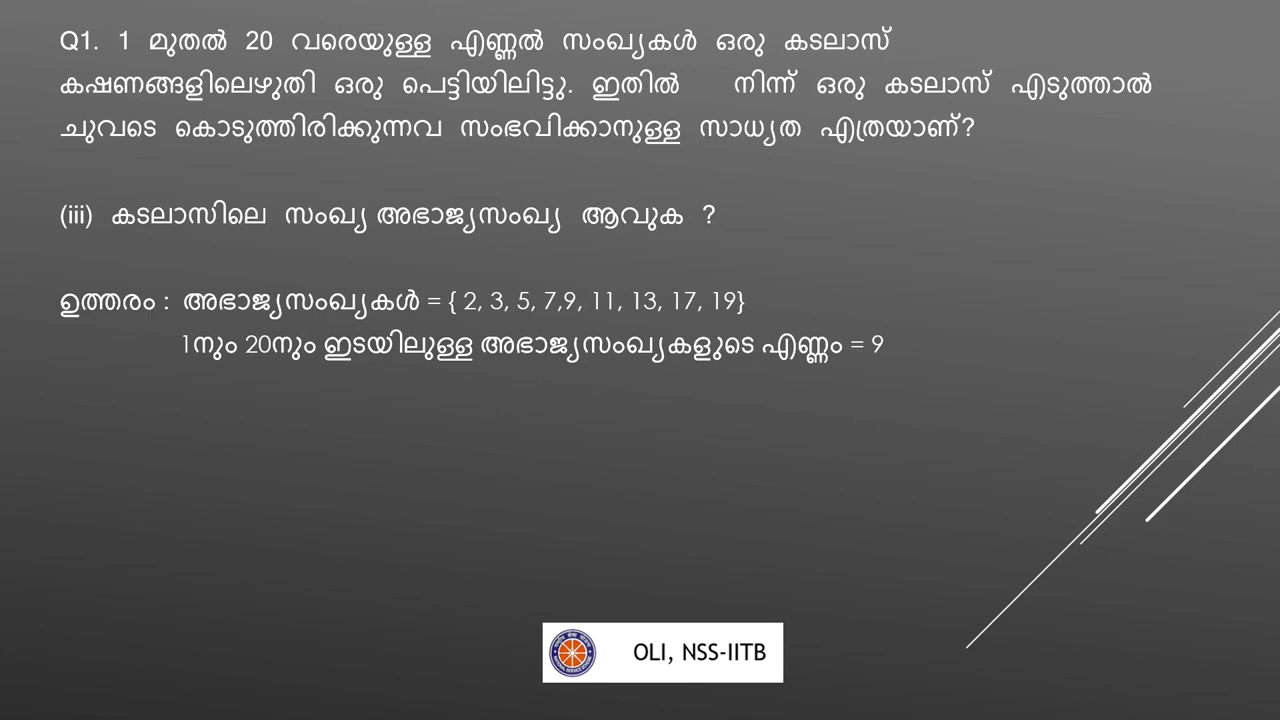 Q1. 1 മുതൽ 20 വരെയുള്ള എണ്ണൽ സംഖ്യകൾ ഒരു കടലാസ്
കഷണങ്ങളിലെഴുതി ഒരു പെട്ടിയിലിട്ടു. ഇതിൽ നിന്ന് ഒരു കടലാസ് എടുത്താൽ
ചുവടെ കൊടുത്തിരിക്കുന്നവ സംഭവിക്കാനുള്ള സാധ്യത എത്രയാണ്?
(iii) കടലാസിലെ സംഖ്യ അഭാജ്യസംഖ്യ ആവുക ?
ഉത്തരം : അഭാജ്യസംഖ്യകൾ = { 2, 3, 5, 7,9, 11, 13, 17, 19}
1നും 20നും ഇടയിലുള്ള അഭാജ്യസംഖ്യകളുടെ എണ്ണം = 9
OLI, NSS-IITB